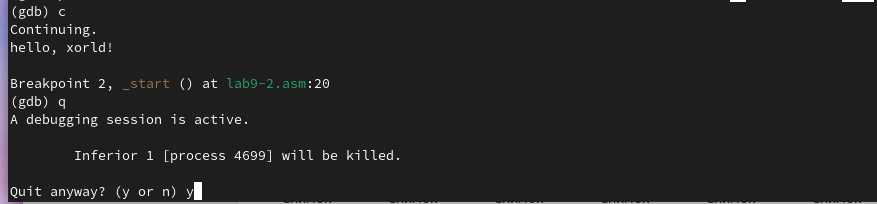 (gdb) c
Continuing.
hello, xorld!
Breakpoint 2, _start () at lab9-2.asm:20
(gdb) q
A debugging session is active.
Inferior 1 [process 4699] will be killed.
Quit anyway? (y or n) y